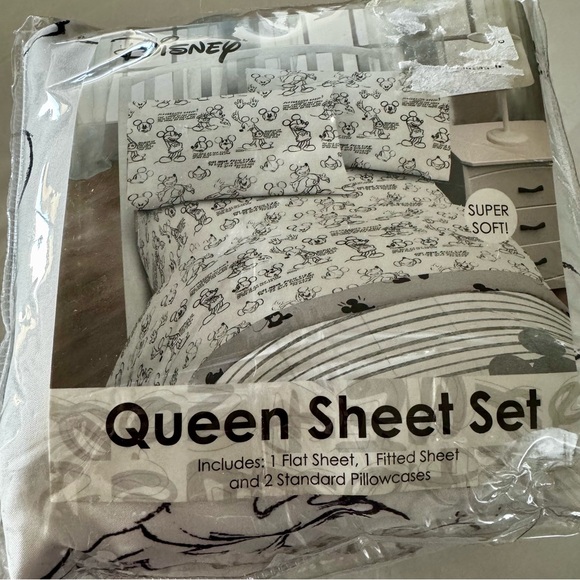 Disney
SUPER
SOFT!
Queen Sheet Set
Includes: 1 Flat Sheet, 1 Fitted Sheet
and 2 Standard Pillowcases